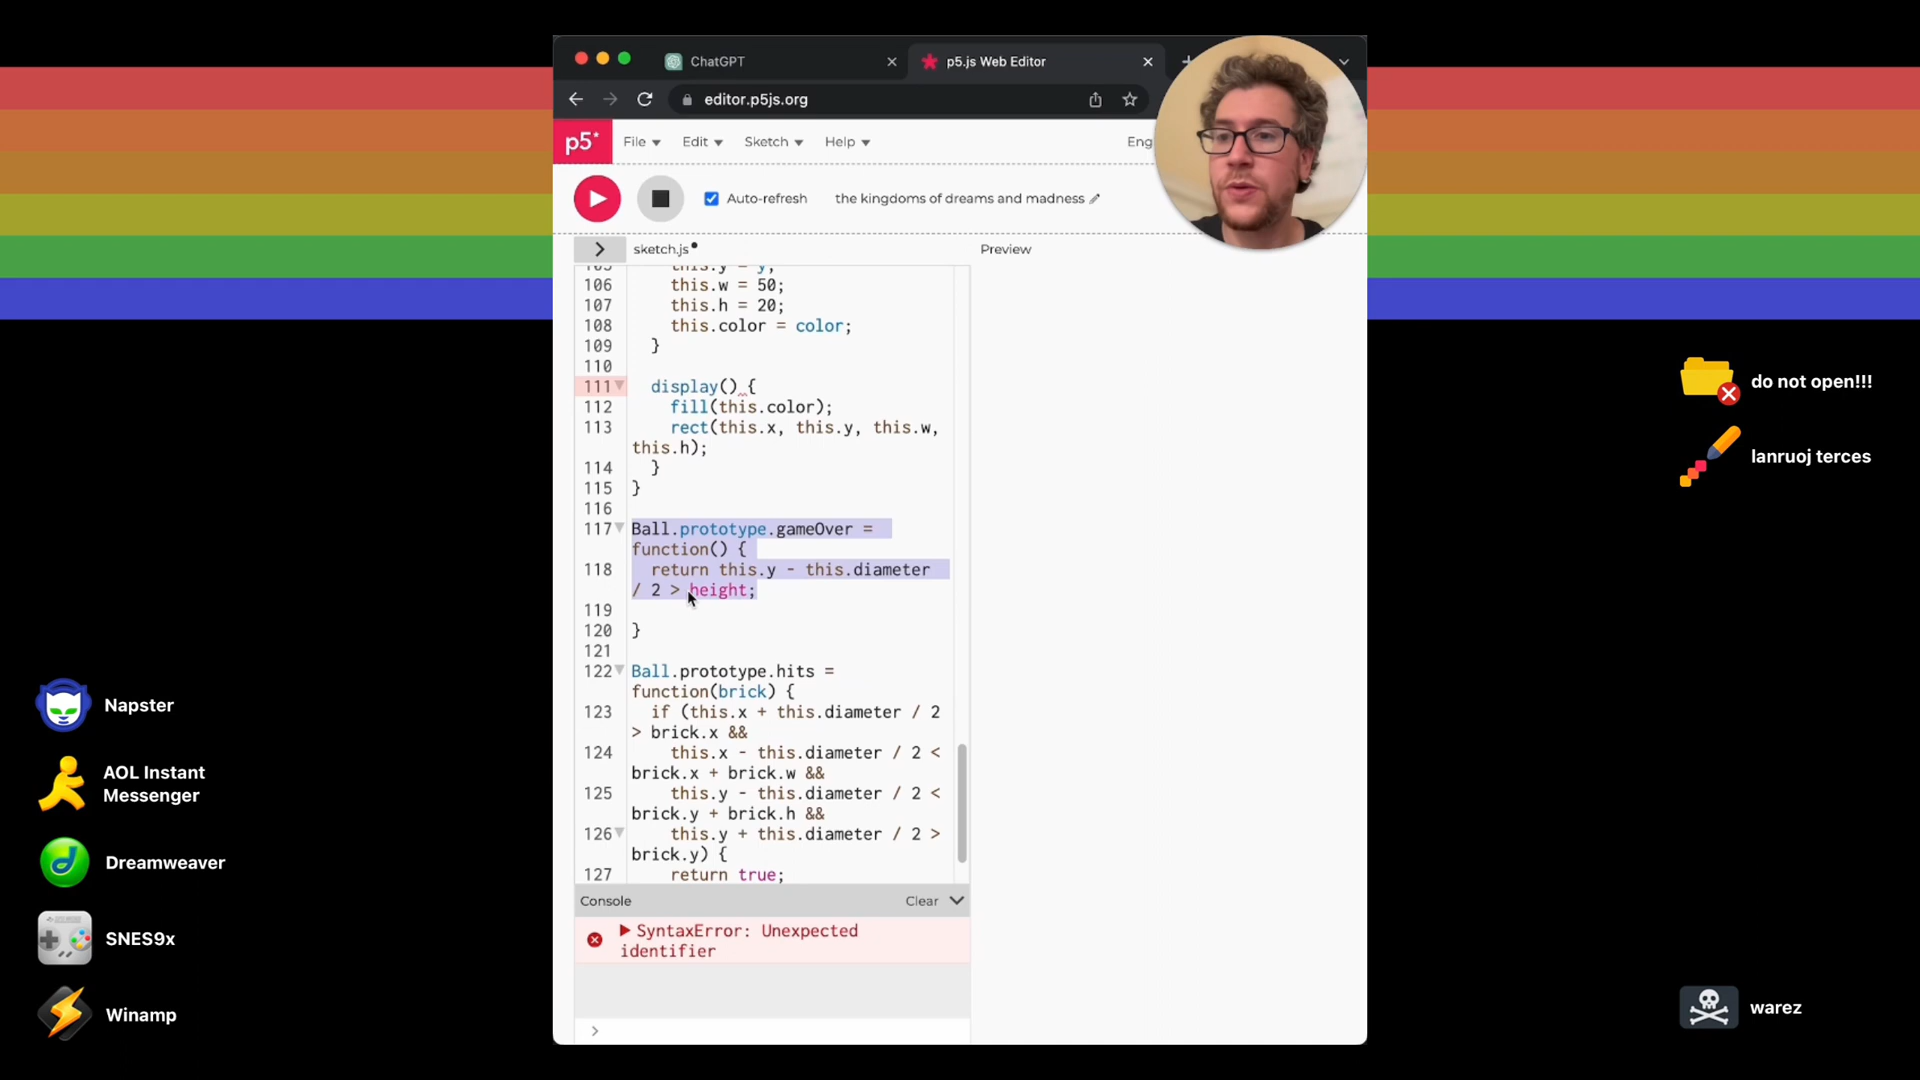 ChatGPT
p5.js Web Editor
editor.p5js.org
p5*
File
Edit
Sketch
Help
Eng
Auto-refresh
the kingdoms of dreams and madness
sketch.js
Preview
105 this.y = y;
106 this.w = 50;
107 this.h = 20;
108 this.color = color;
109 }
110
111 display() {
112 fill(this.color);
113 rect(this.x, this.y, this.w,
this.h);
114 }
115 }
116
117 Ball.prototype.gameOver =
function() {
118 return this.y - this.diameter
/ 2 > height;
119
120 }
121
122 Ball.prototype.hits =
function(brick) {
123 if (this.x + this.diameter / 2
> brick.x &&
124 this.x - this.diameter / 2 <
brick.x + brick.w &&
125 this.y - this.diameter / 2 <
brick.y + brick.h &&
126 this.y + this.diameter / 2 >
brick.y) {
127 return true;
Console
Clear
SyntaxError: Unexpected
identifier
>
Napster
AOL Instant
Messenger
Dreamweaver
SNES9x
Winamp
do not open!!!
lanruoj terces
warez